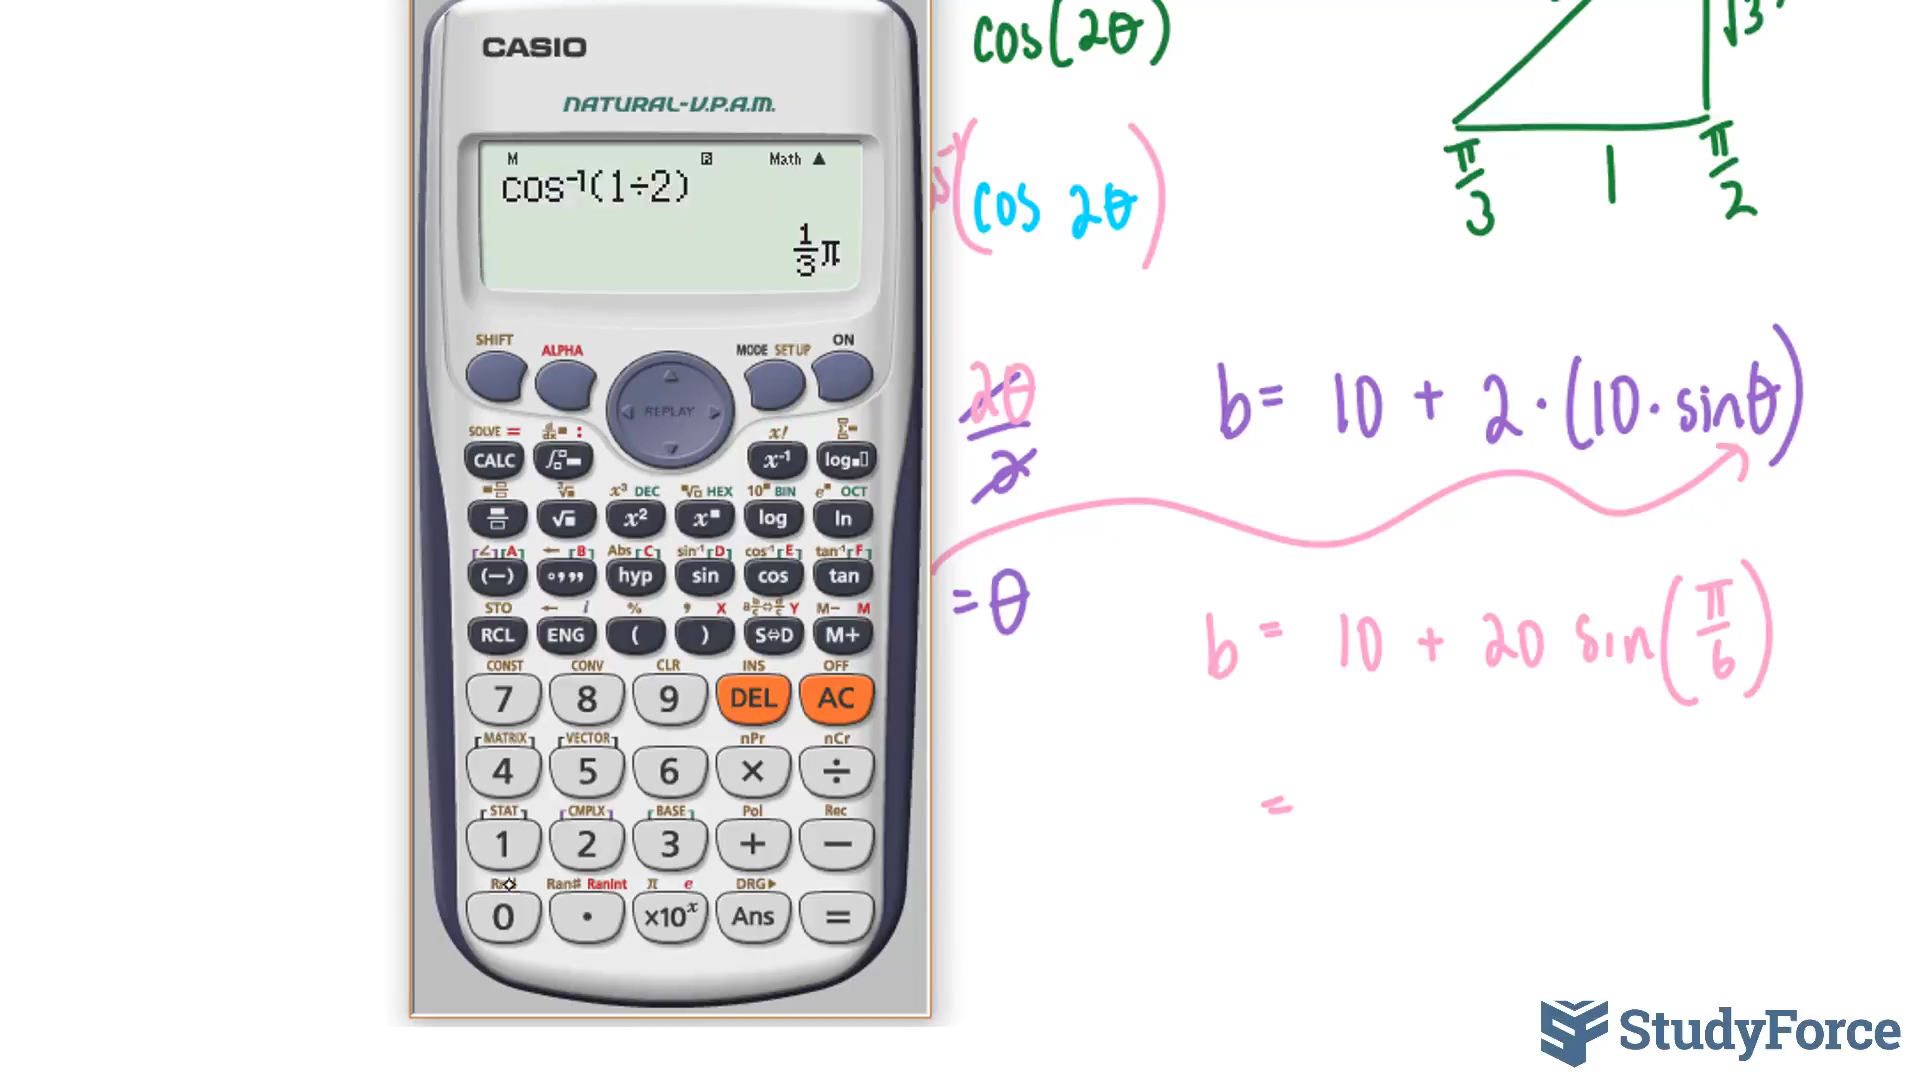 CASIO
NATURAL-V.P.A.M.
M R Math ▲
cos⁻¹(1÷2)
1/3 π
SHIFT ALPHA MODE SETUP ON
REPLAY
SOLVE = d/dx : x! Σ
CALC ∫ x⁻¹ log
x³ DEC HEX 10 BIN e OCT
√ x² x log ln
∠ A ← B Abs C sin⁻¹ D cos⁻¹ E tan⁻¹ F
(−) °,,, hyp sin cos tan
STO ← i % , X Y M− M
RCL ENG ( ) S⇔D M+
CONST CONV CLR INS OFF
7 8 9 DEL AC
MATRIX VECTOR nPr nCr
4 5 6 × ÷
STAT CMPLX BASE Pol Rec
1 2 3 + −
Ran# RanInt π e DRG▶
0 . ×10ˣ Ans =
cos(2θ)
(cos 2θ)
2θ/2
= θ
√3
π/3 1 π/2
b = 10 + 2·(10·sinθ)
b = 10 + 20 sin(π/6)
=
StudyForce